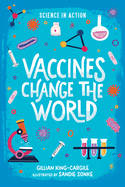 SCIENCE IN ACTION
VACCINES
CHANGE THE
WORLD
GILLIAN KING-CARGILE
ILLUSTRATED BY SANDIE SONKE